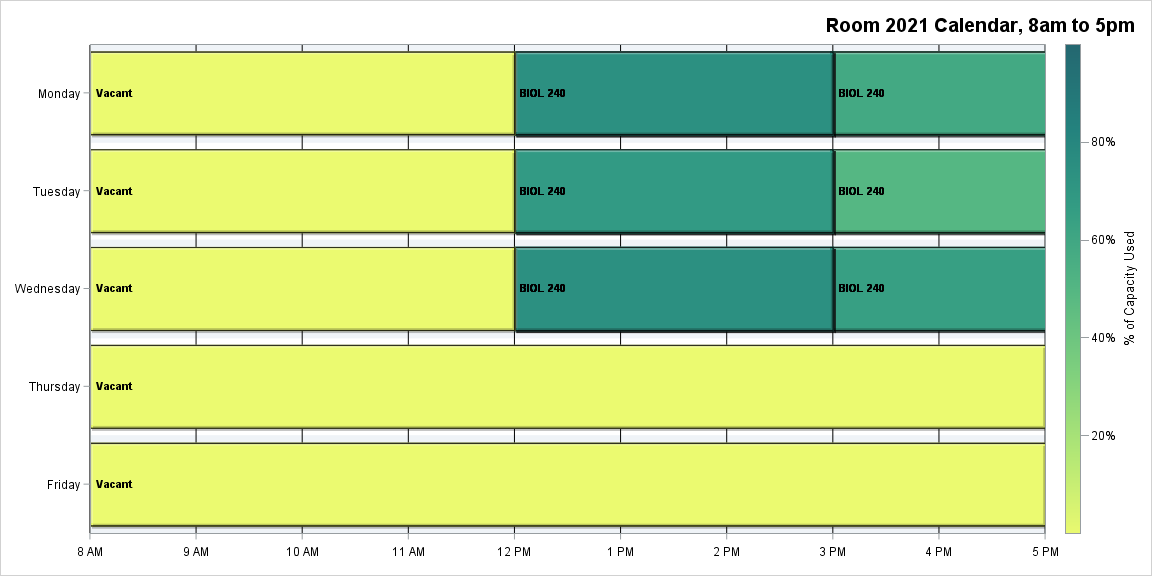 Room 2021 Calendar, 8am to 5pm
Monday
Vacant
BIOL 240
BIOL 240
Tuesday
Vacant
BIOL 240
BIOL 240
Wednesday
Vacant
BIOL 240
BIOL 240
Thursday
Vacant
Friday
Vacant
8 AM
9 AM
10 AM
11 AM
12 PM
1 PM
2 PM
3 PM
4 PM
5 PM
80%
60%
40%
20%
% of Capacity Used